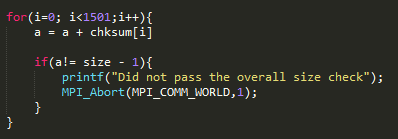 for(i=0; i<1501;i++){
a = a + chksum[i]
if(a!= size - 1){
printf("Did not pass the overall size check");
MPI_Abort(MPI_COMM_WORLD,1);
}
}